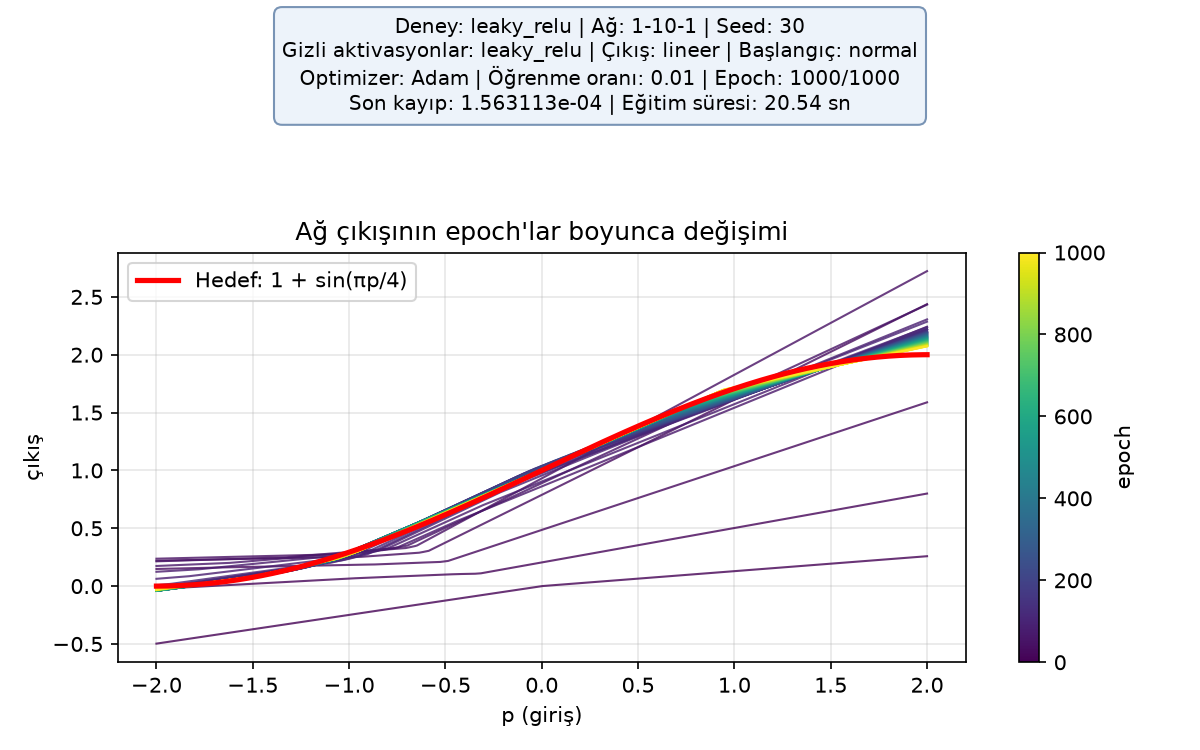 Deney: leaky_relu | Ağ: 1-10-1 | Seed: 30
Gizli aktivasyonlar: leaky_relu | Çıkış: lineer | Başlangıç: normal
Optimizer: Adam | Öğrenme oranı: 0.01 | Epoch: 1000/1000
Son kayıp: 1.563113e-04 | Eğitim süresi: 20.54 sn
Ağ çıkışının epoch'lar boyunca değişimi
Hedef: 1 + sin(πp/4)
2.5
2.0
1.5
1.0
0.5
0.0
−0.5
çıkış
−2.0 −1.5 −1.0 −0.5 0.0 0.5 1.0 1.5 2.0
p (giriş)
1000
800
600
400
200
0
epoch